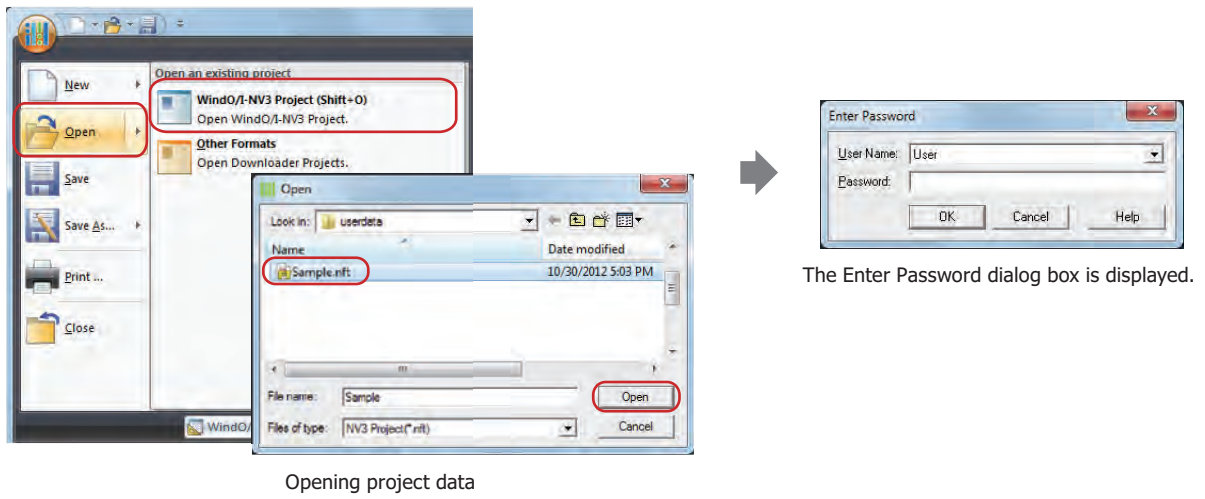 Open an existing project
New
WindO/I-NV3 Project (Shift+O)
Open WindO/I-NV3 Project.
Open
Other Formats
Open Downloader Projects.
Save
Save As...
Print ...
Close
WindO/
Open
Look in: userdata
Name Date modified
Sample.nft 10/30/2012 5:03 PM
File name: Sample Open
Files of type: NV3 Project(*.nft) Cancel
Opening project data
Enter Password
User Name: User
Password:
OK Cancel Help
The Enter Password dialog box is displayed.